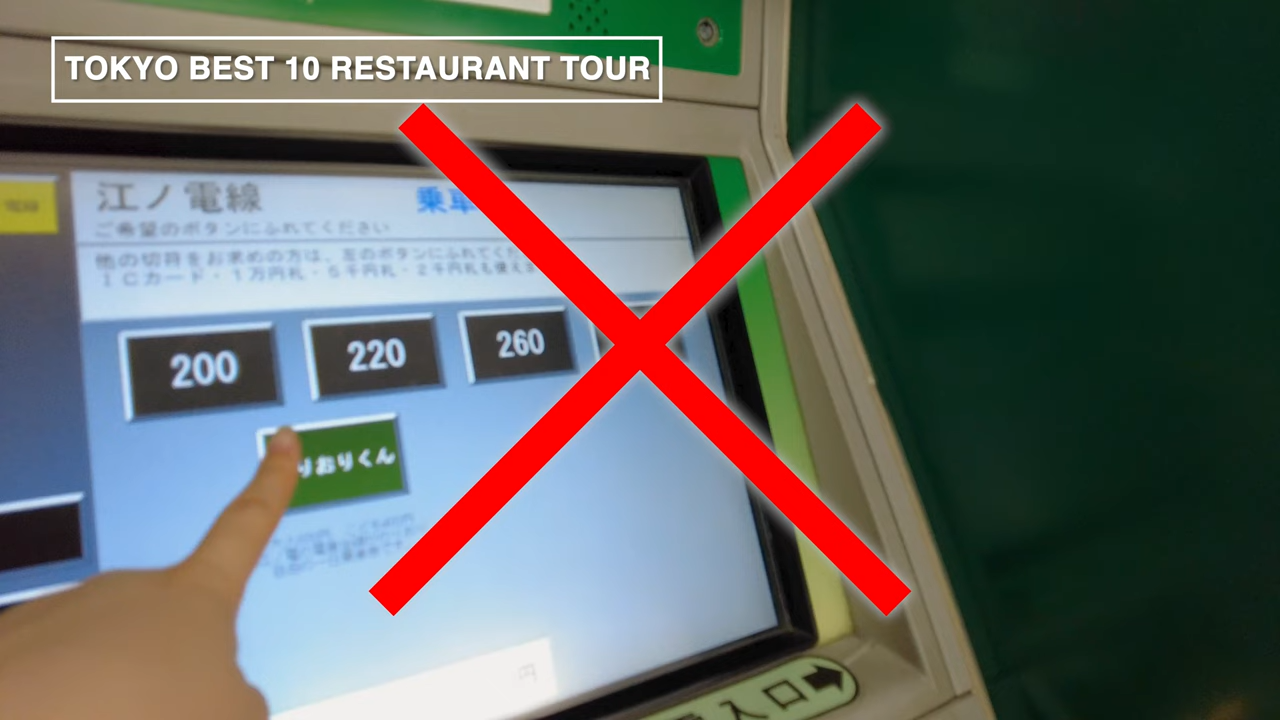 TOKYO BEST 10 RESTAURANT TOUR
江ノ電線
乗車
ご希望のボタンにふれてください
他の切符をお求めの方は、左のボタンにふれてくだ
ICカード・1万円札・5千円札・2千円札も使え
200
220
260
りおりくん
円
入口